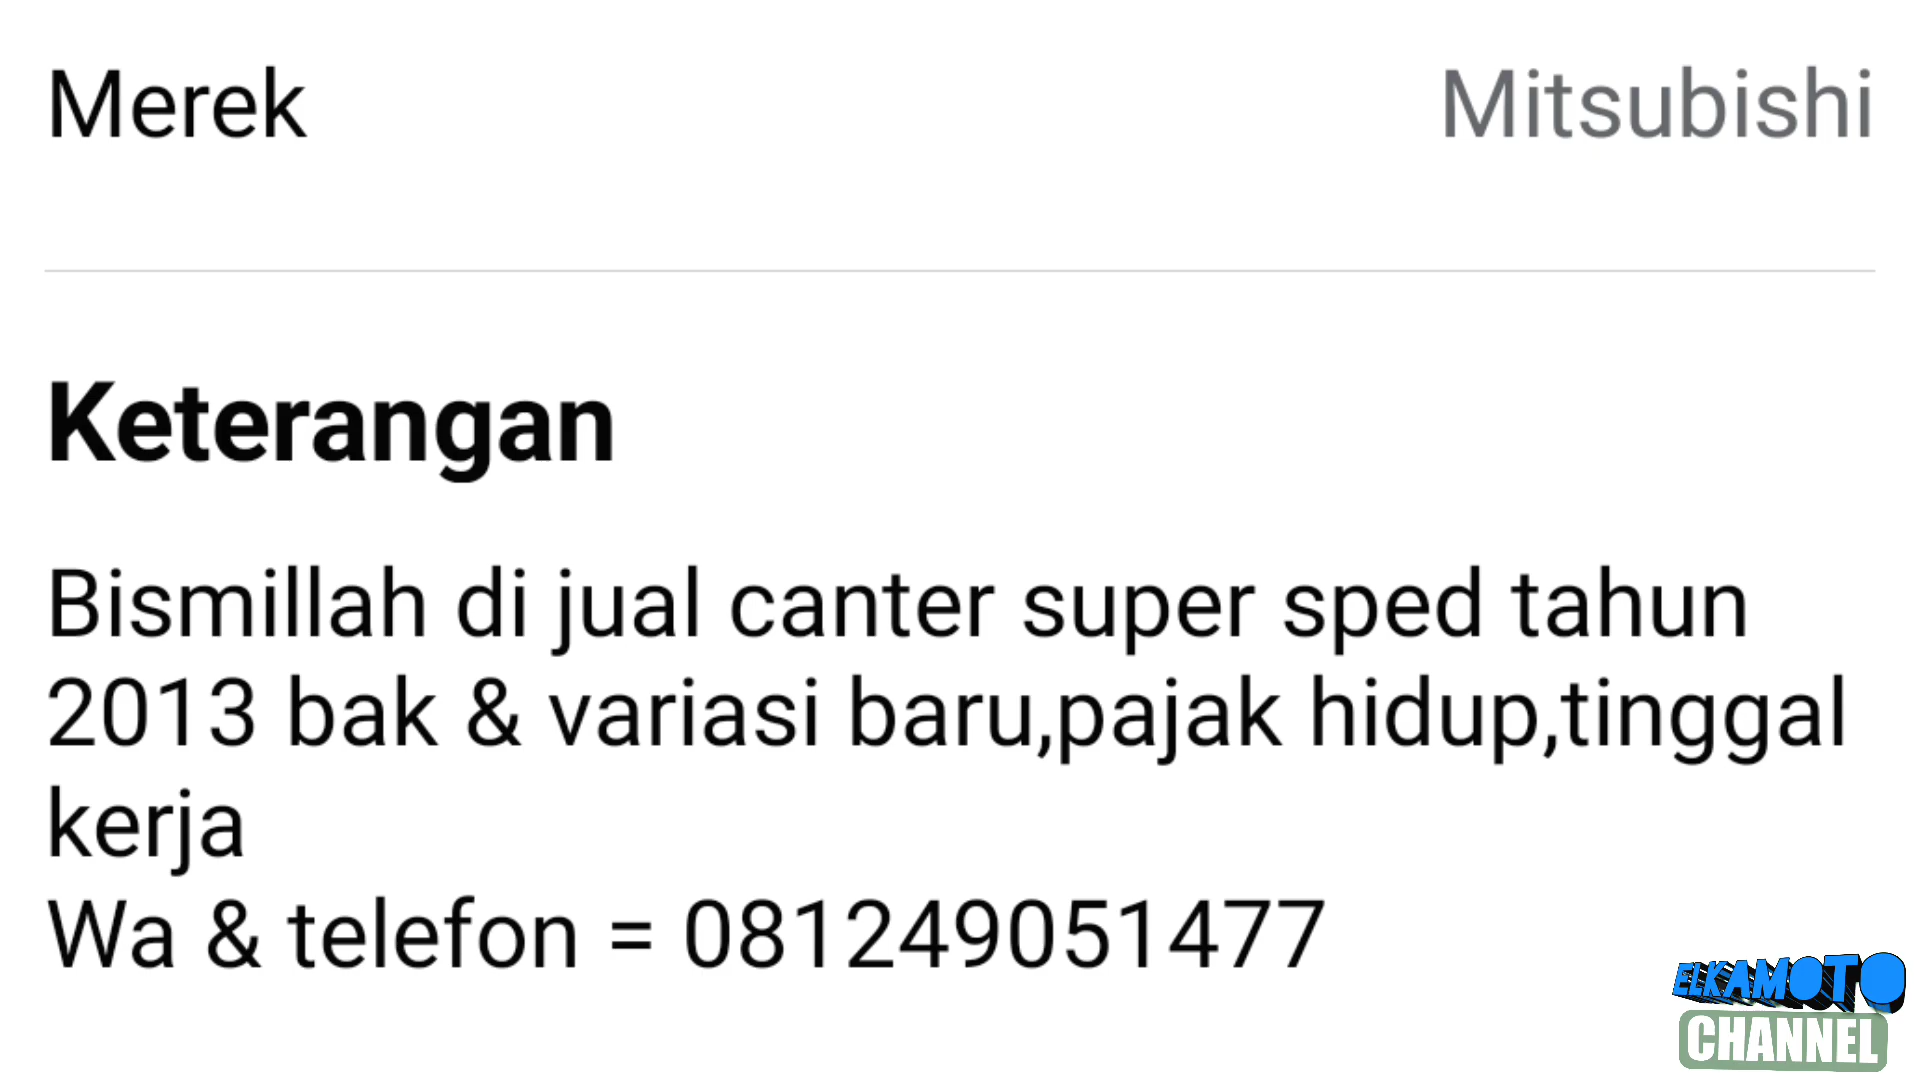 Merek Mitsubishi
Keterangan
Bismillah di jual canter super sped tahun
2013 bak & variasi baru,pajak hidup,tinggal
kerja
Wa & telefon = 081249051477
ELKAMOTO
CHANNEL